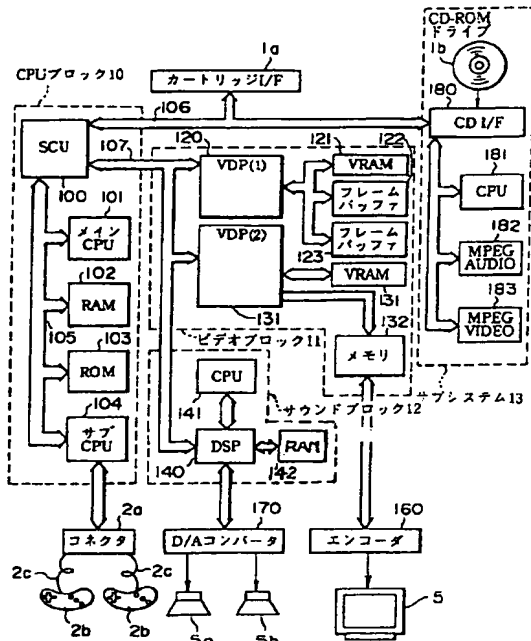 CD-ROM
ドライブ
1b
1a
CPUブロック10
カートリッジI/F
106
180
SCU
CD I/F
107
120
121
122
VDP(1)
VRAM
100
181
フレーム
バッファ
CPU
101
メイン
CPU
VDP(2)
フレーム
バッファ
123
182
MPEG
AUDIO
102
VRAM
131
RAM
131
183
MPEG
VIDEO
105
ビデオブロック11
132
メモリ
103
ROM
CPU
サブシステム13
141
サウンドブロック12
104
サブ
CPU
DSP
RAM
140
142
2a
170
160
コネクタ
D/Aコンバータ
エンコーダ
2c
2c
5
2b
2b
5a
5b